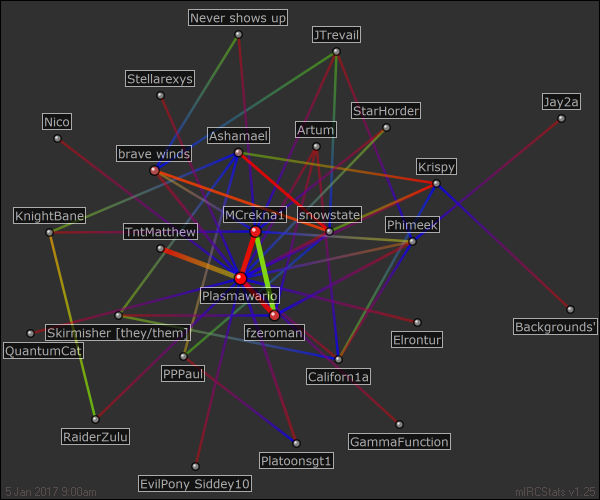 Never shows up
JTrevail
Stellarexys
Jay2a
StarHorder
Nico
Artum
Ashamael
brave winds
Krispy
KnightBane
MCrekna1
snowstate
Phimeek
TntMatthew
Plasmawario
Backgrounds'
Skirmisher [they/them]
fzeroman
Elrontur
QuantumCat
PPPaul
Californ1a
RaiderZulu
GammaFunction
Platoonsgt1
EvilPony Siddey10
5 Jan 2017 9:00am
mIRCStats v1.25